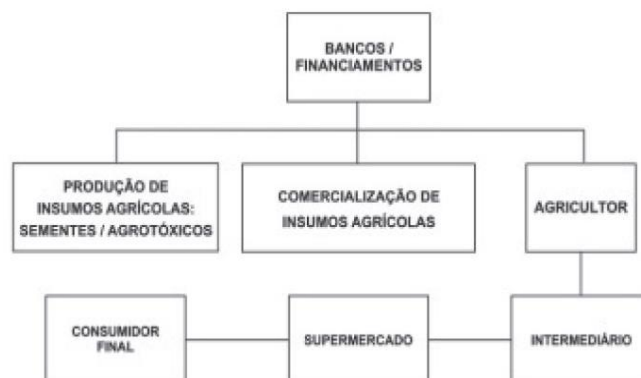 BANCOS /
FINANCIAMENTOS
PRODUÇÃO DE
INSUMOS AGRÍCOLAS:
SEMENTES / AGROTÓXICOS
COMERCIALIZAÇÃO DE
INSUMOS AGRÍCOLAS
AGRICULTOR
CONSUMIDOR
FINAL
SUPERMERCADO
INTERMEDIÁRIO